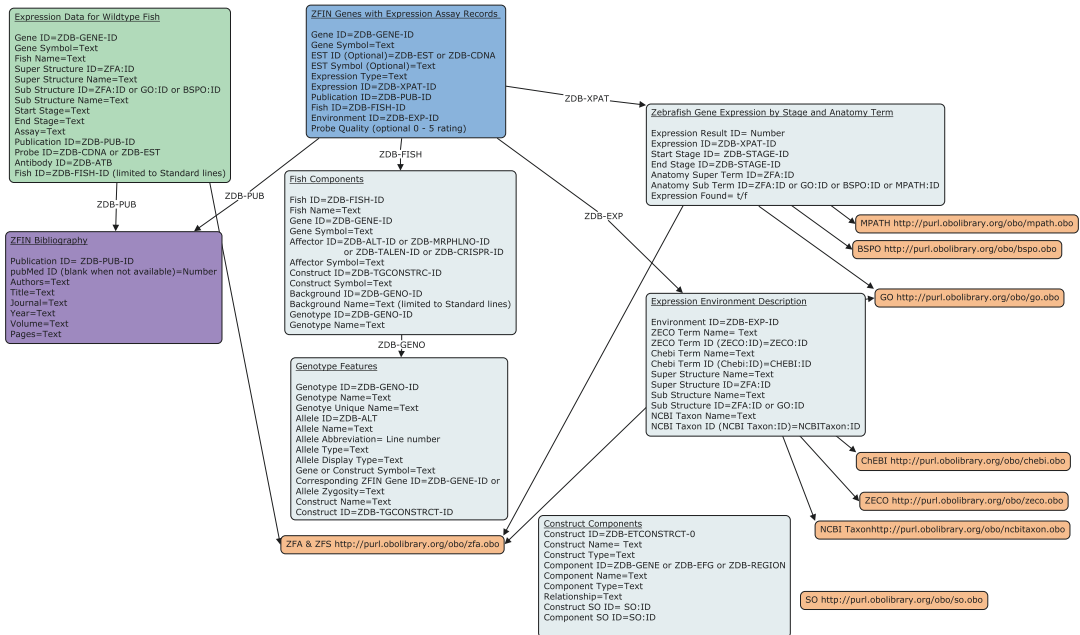 Expression Data for Wildtype Fish
Gene ID=ZDB-GENE-ID
Gene Symbol=Text
Fish Name=Text
Super Structure ID=ZFA:ID
Super Structure Name=Text
Sub Structure ID=ZFA:ID or GO:ID or BSPO:ID
Sub Structure Name=Text
Start Stage=Text
End Stage=Text
Assay=Text
Publication ID=ZDB-PUB-ID
Probe ID=ZDB-CDNA or ZDB-EST
Antibody ID=ZDB-ATB
Fish ID=ZDB-FISH-ID (limited to Standard lines)
ZFIN Genes with Expression Assay Records
Gene ID=ZDB-GENE-ID
Gene Symbol=Text
EST ID (Optional)=ZDB-EST or ZDB-CDNA
EST Symbol (Optional)=Text
Expression Type=Text
Expression ID=ZDB-XPAT-ID
Publication ID=ZDB-PUB-ID
Fish ID=ZDB-FISH-ID
Environment ID=ZDB-EXP-ID
Probe Quality (optional 0 - 5 rating)
ZDB-XPAT
Zebrafish Gene Expression by Stage and Anatomy Term
Expression Result ID= Number
Expression ID=ZDB-XPAT-ID
Start Stage ID= ZDB-STAGE-ID
End Stage ID=ZDB-STAGE-ID
Anatomy Super Term ID=ZFA:ID
Anatomy Sub Term ID=ZFA:ID or GO:ID or BSPO:ID or MPATH:ID
Expression Found= t/f
ZDB-FISH
ZDB-PUB
ZDB-PUB
ZDB-EXP
Fish Components
Fish ID=ZDB-FISH-ID
Fish Name=Text
Gene ID=ZDB-GENE-ID
Gene Symbol=Text
Affector ID=ZDB-ALT-ID or ZDB-MRPHLNO-ID
or ZDB-TALEN-ID or ZDB-CRISPR-ID
Affector Symbol=Text
Construct ID=ZDB-TGCONSTRC-ID
Construct Symbol=Text
Background ID=ZDB-GENO-ID
Background Name=Text (limited to Standard lines)
Genotype ID=ZDB-GENO-ID
Genotype Name=Text
ZFIN Bibliography
Publication ID= ZDB-PUB-ID
pubMed ID (blank when not available)=Number
Authors=Text
Title=Text
Journal=Text
Year=Text
Volume=Text
Pages=Text
MPATH http://purl.obolibrary.org/obo/mpath.obo
BSPO http://purl.obolibrary.org/obo/bspo.obo
GO http://purl.obolibrary.org/obo/go.obo
Expression Environment Description
Environment ID=ZDB-EXP-ID
ZECO Term Name= Text
ZECO Term ID (ZECO:ID)=ZECO:ID
Chebi Term Name=Text
Chebi Term ID (Chebi:ID)=CHEBI:ID
Super Structure Name=Text
Super Structure ID=ZFA:ID
Sub Structure Name=Text
Sub Structure ID=ZFA:ID or GO:ID
NCBI Taxon Name=Text
NCBI Taxon ID (NCBI Taxon:ID)=NCBITaxon:ID
ZDB-GENO
Genotype Features
Genotype ID=ZDB-GENO-ID
Genotype Name=Text
Genotye Unique Name=Text
Allele ID=ZDB-ALT
Allele Name=Text
Allele Abbreviation= Line number
Allele Type=Text
Allele Display Type=Text
Gene or Construct Symbol=Text
Corresponding ZFIN Gene ID=ZDB-GENE-ID or
Allele Zygosity=Text
Construct Name=Text
Construct ID=ZDB-TGCONSTRCT-ID
ChEBI http://purl.obolibrary.org/obo/chebi.obo
ZECO http://purl.obolibrary.org/obo/zeco.obo
NCBI Taxonhttp://purl.obolibrary.org/obo/ncbitaxon.obo
ZFA & ZFS http://purl.obolibrary.org/obo/zfa.obo
Construct Components
Construct ID=ZDB-ETCONSTRCT-0
Construct Name= Text
Construct Type=Text
Component ID=ZDB-GENE or ZDB-EFG or ZDB-REGION
Component Name=Text
Component Type=Text
Relationship=Text
Construct SO ID= SO:ID
Component SO ID=SO:ID
SO http://purl.obolibrary.org/obo/so.obo